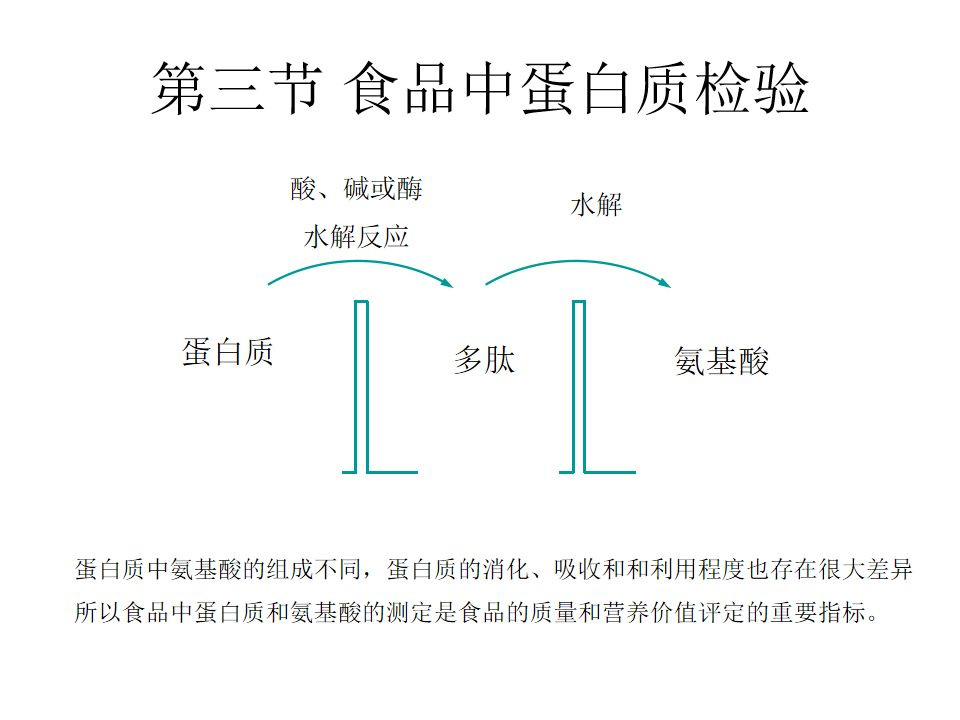 第三节 食品中蛋白质检验
酸、碱或酶
水解反应
水解
蛋白质
多肽
氨基酸
蛋白质中氨基酸的组成不同，蛋白质的消化、吸收和和利用程度也存在很大差异
所以食品中蛋白质和氨基酸的测定是食品的质量和营养价值评定的重要指标。